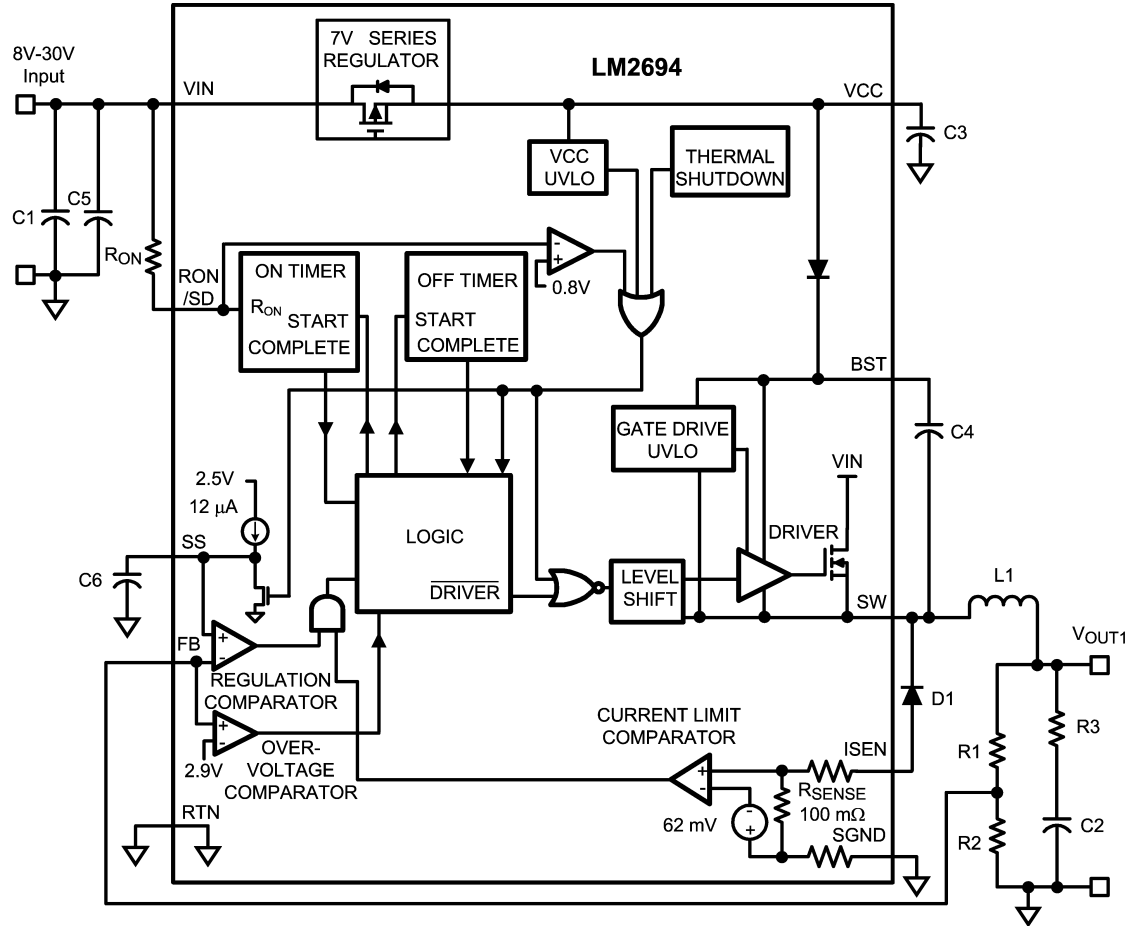 7V SERIES
REGULATOR
8V-30V
Input
LM2694
VIN
VCC
C3
VCC
UVLO
THERMAL
SHUTDOWN
C1
C5
RON
RON
/SD
ON TIMER
RON
START
COMPLETE
OFF TIMER
START
COMPLETE
-
+
0.8V
BST
C4
GATE DRIVE
UVLO
VIN
2.5V
12 μA
SS
C6
LOGIC
DRIVER
DRIVER
LEVEL
SHIFT
SW
L1
FB
+
-
REGULATION
COMPARATOR
VOUT1
D1
+
-
2.9V
OVER-
VOLTAGE
COMPARATOR
CURRENT LIMIT
COMPARATOR
ISEN
R1
R3
+
-
RSENSE
100 mΩ
62 mV
-
+
SGND
RTN
R2
C2